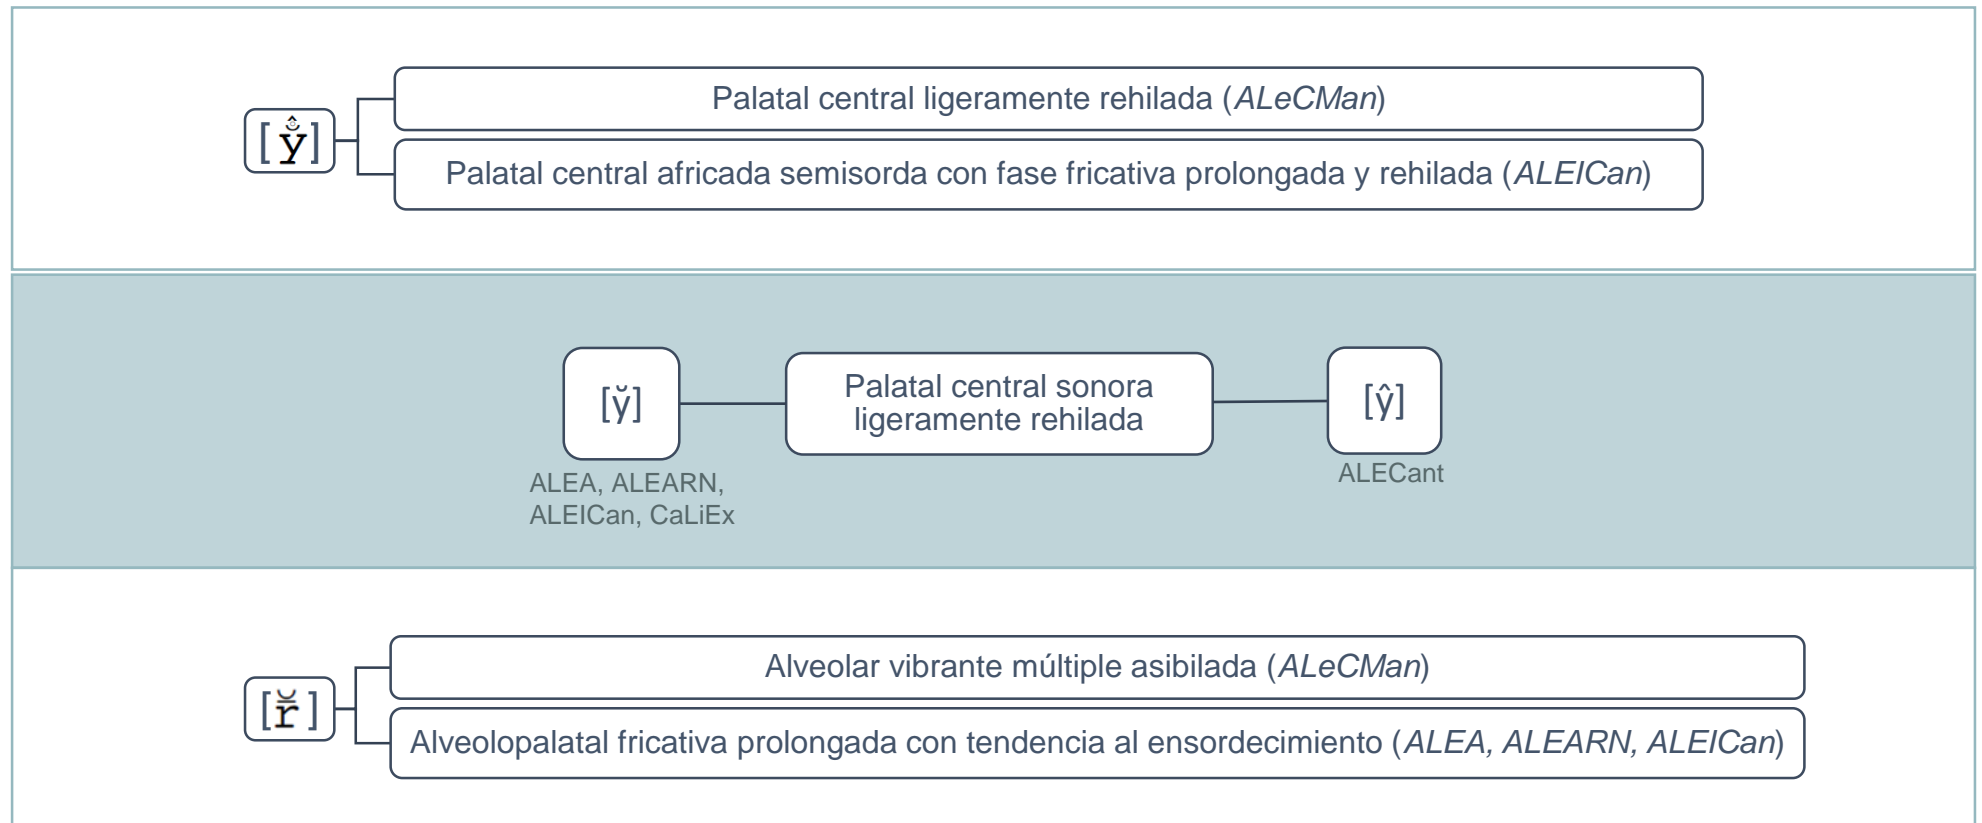 Palatal central ligeramente rehilada (ALeCMan)
[ẙ̬̂]
Palatal central africada semisorda con fase fricativa prolongada y rehilada (ALEICan)
[y̆]
Palatal central sonora
ligeramente rehilada
[ŷ]
ALEA, ALEARN,
ALEICan, CaLiEx
ALECant
Alveolar vibrante múltiple asibilada (ALeCMan)
[r̄̆]
Alveolopalatal fricativa prolongada con tendencia al ensordecimiento (ALEA, ALEARN, ALEICan)